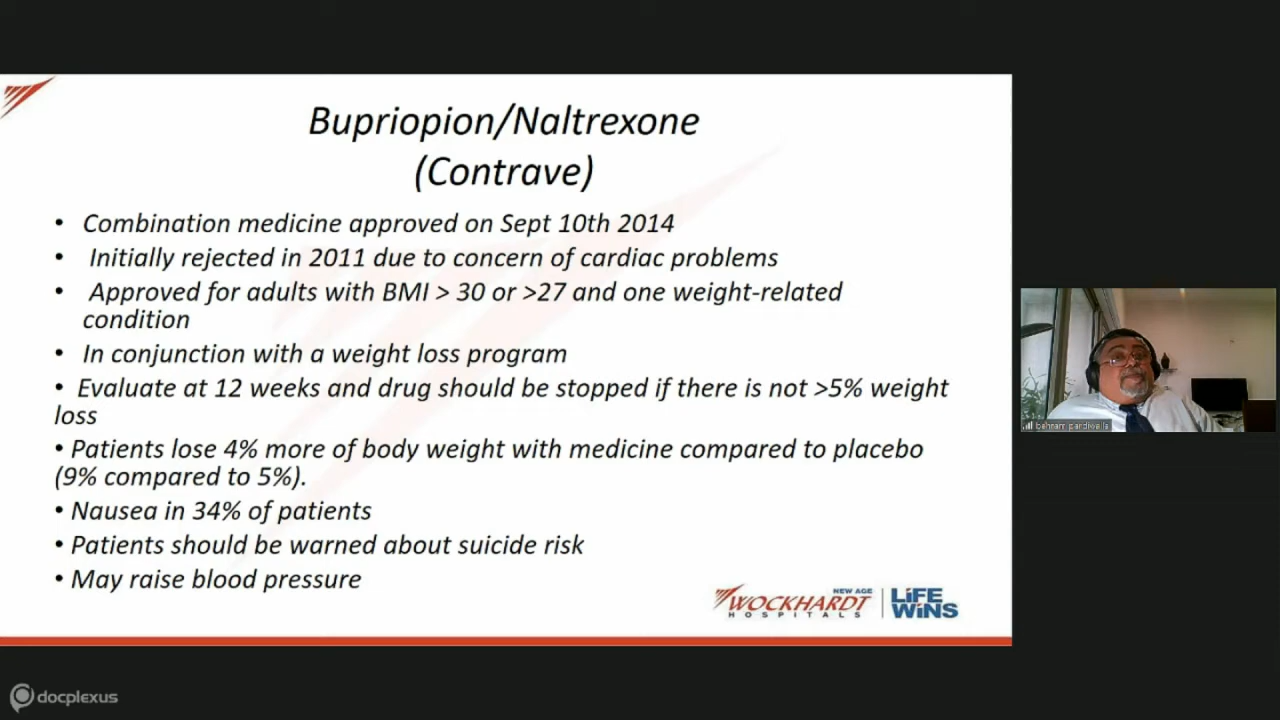 Bupriopion/Naltrexone
(Contrave)
• Combination medicine approved on Sept 10th 2014
• Initially rejected in 2011 due to concern of cardiac problems
• Approved for adults with BMI > 30 or >27 and one weight-related
condition
• In conjunction with a weight loss program
• Evaluate at 12 weeks and drug should be stopped if there is not >5% weight
loss
• Patients lose 4% more of body weight with medicine compared to placebo
(9% compared to 5%).
• Nausea in 34% of patients
• Patients should be warned about suicide risk
• May raise blood pressure
NEW AGE
WOCKHARDT
HOSPITALS
LiFE
WiNS
behram pardiwalla
docplexus